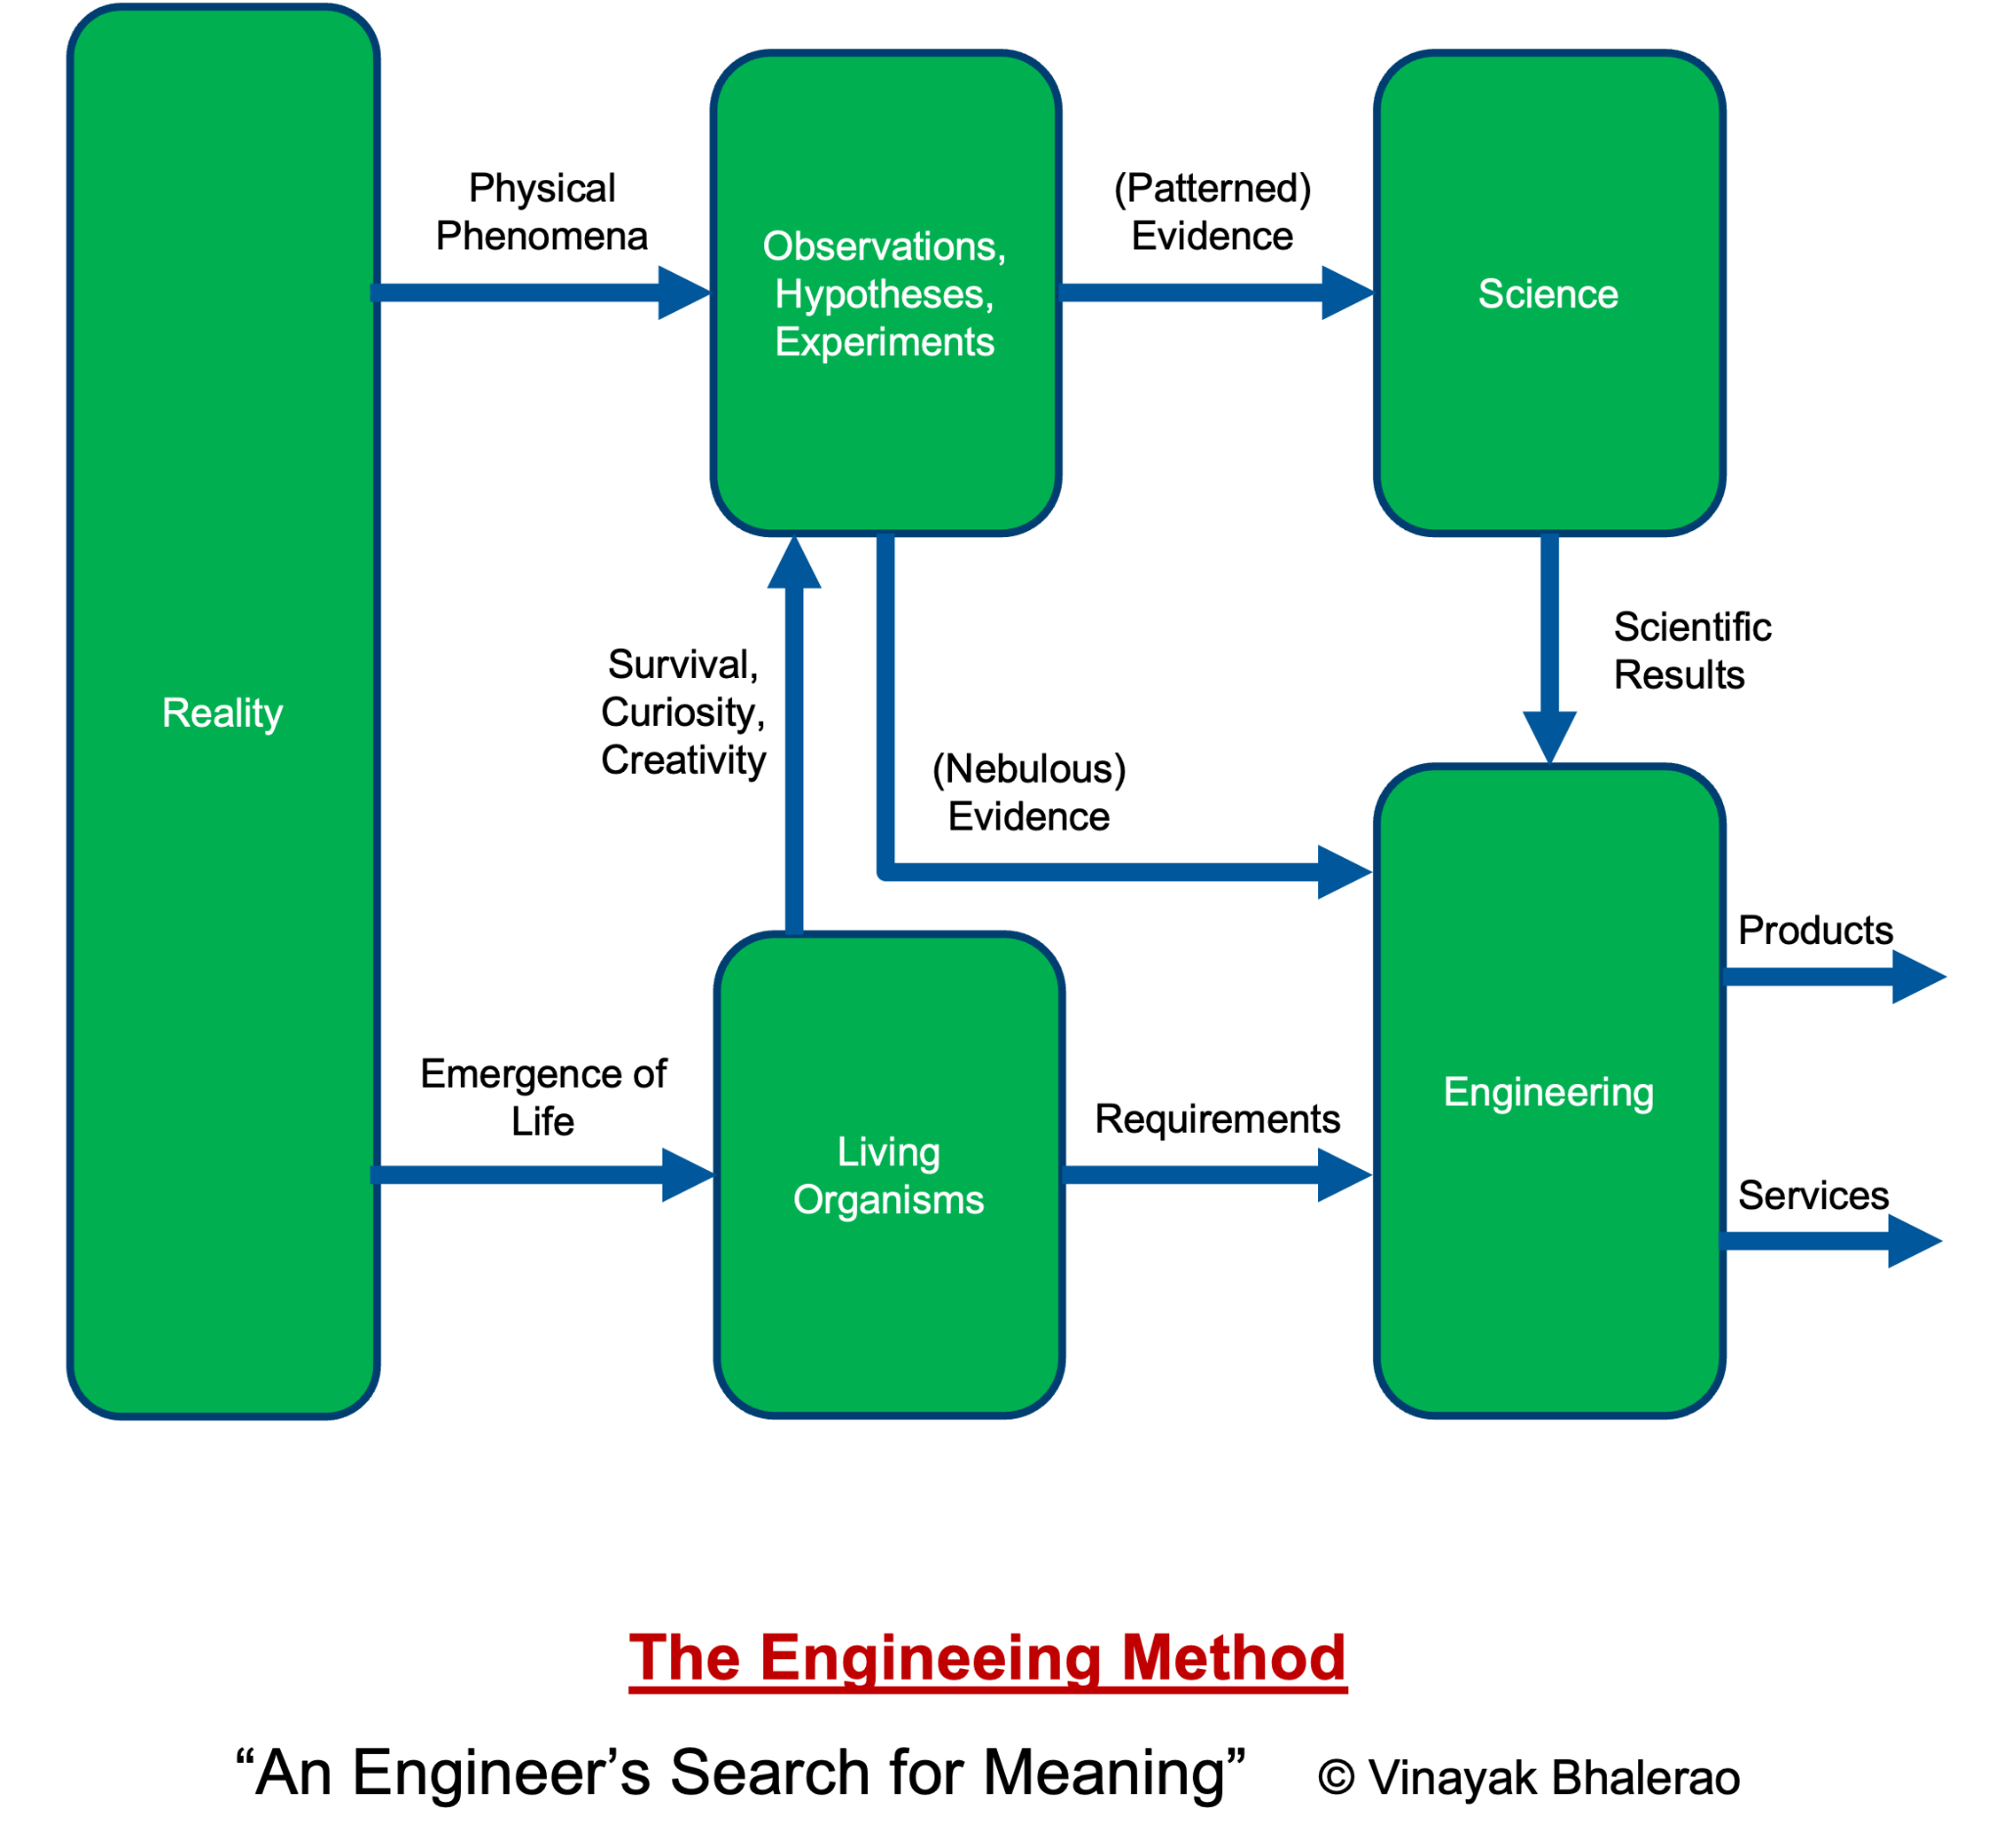 Reality
Physical
Phenomena
Observations,
Hypotheses,
Experiments
(Patterned)
Evidence
Science
Survival,
Curiosity,
Creativity
(Nebulous)
Evidence
Scientific
Results
Emergence of
Life
Living
Organisms
Requirements
Engineering
Products
Services
The Engineeing Method
“An Engineer’s Search for Meaning” © Vinayak Bhalerao